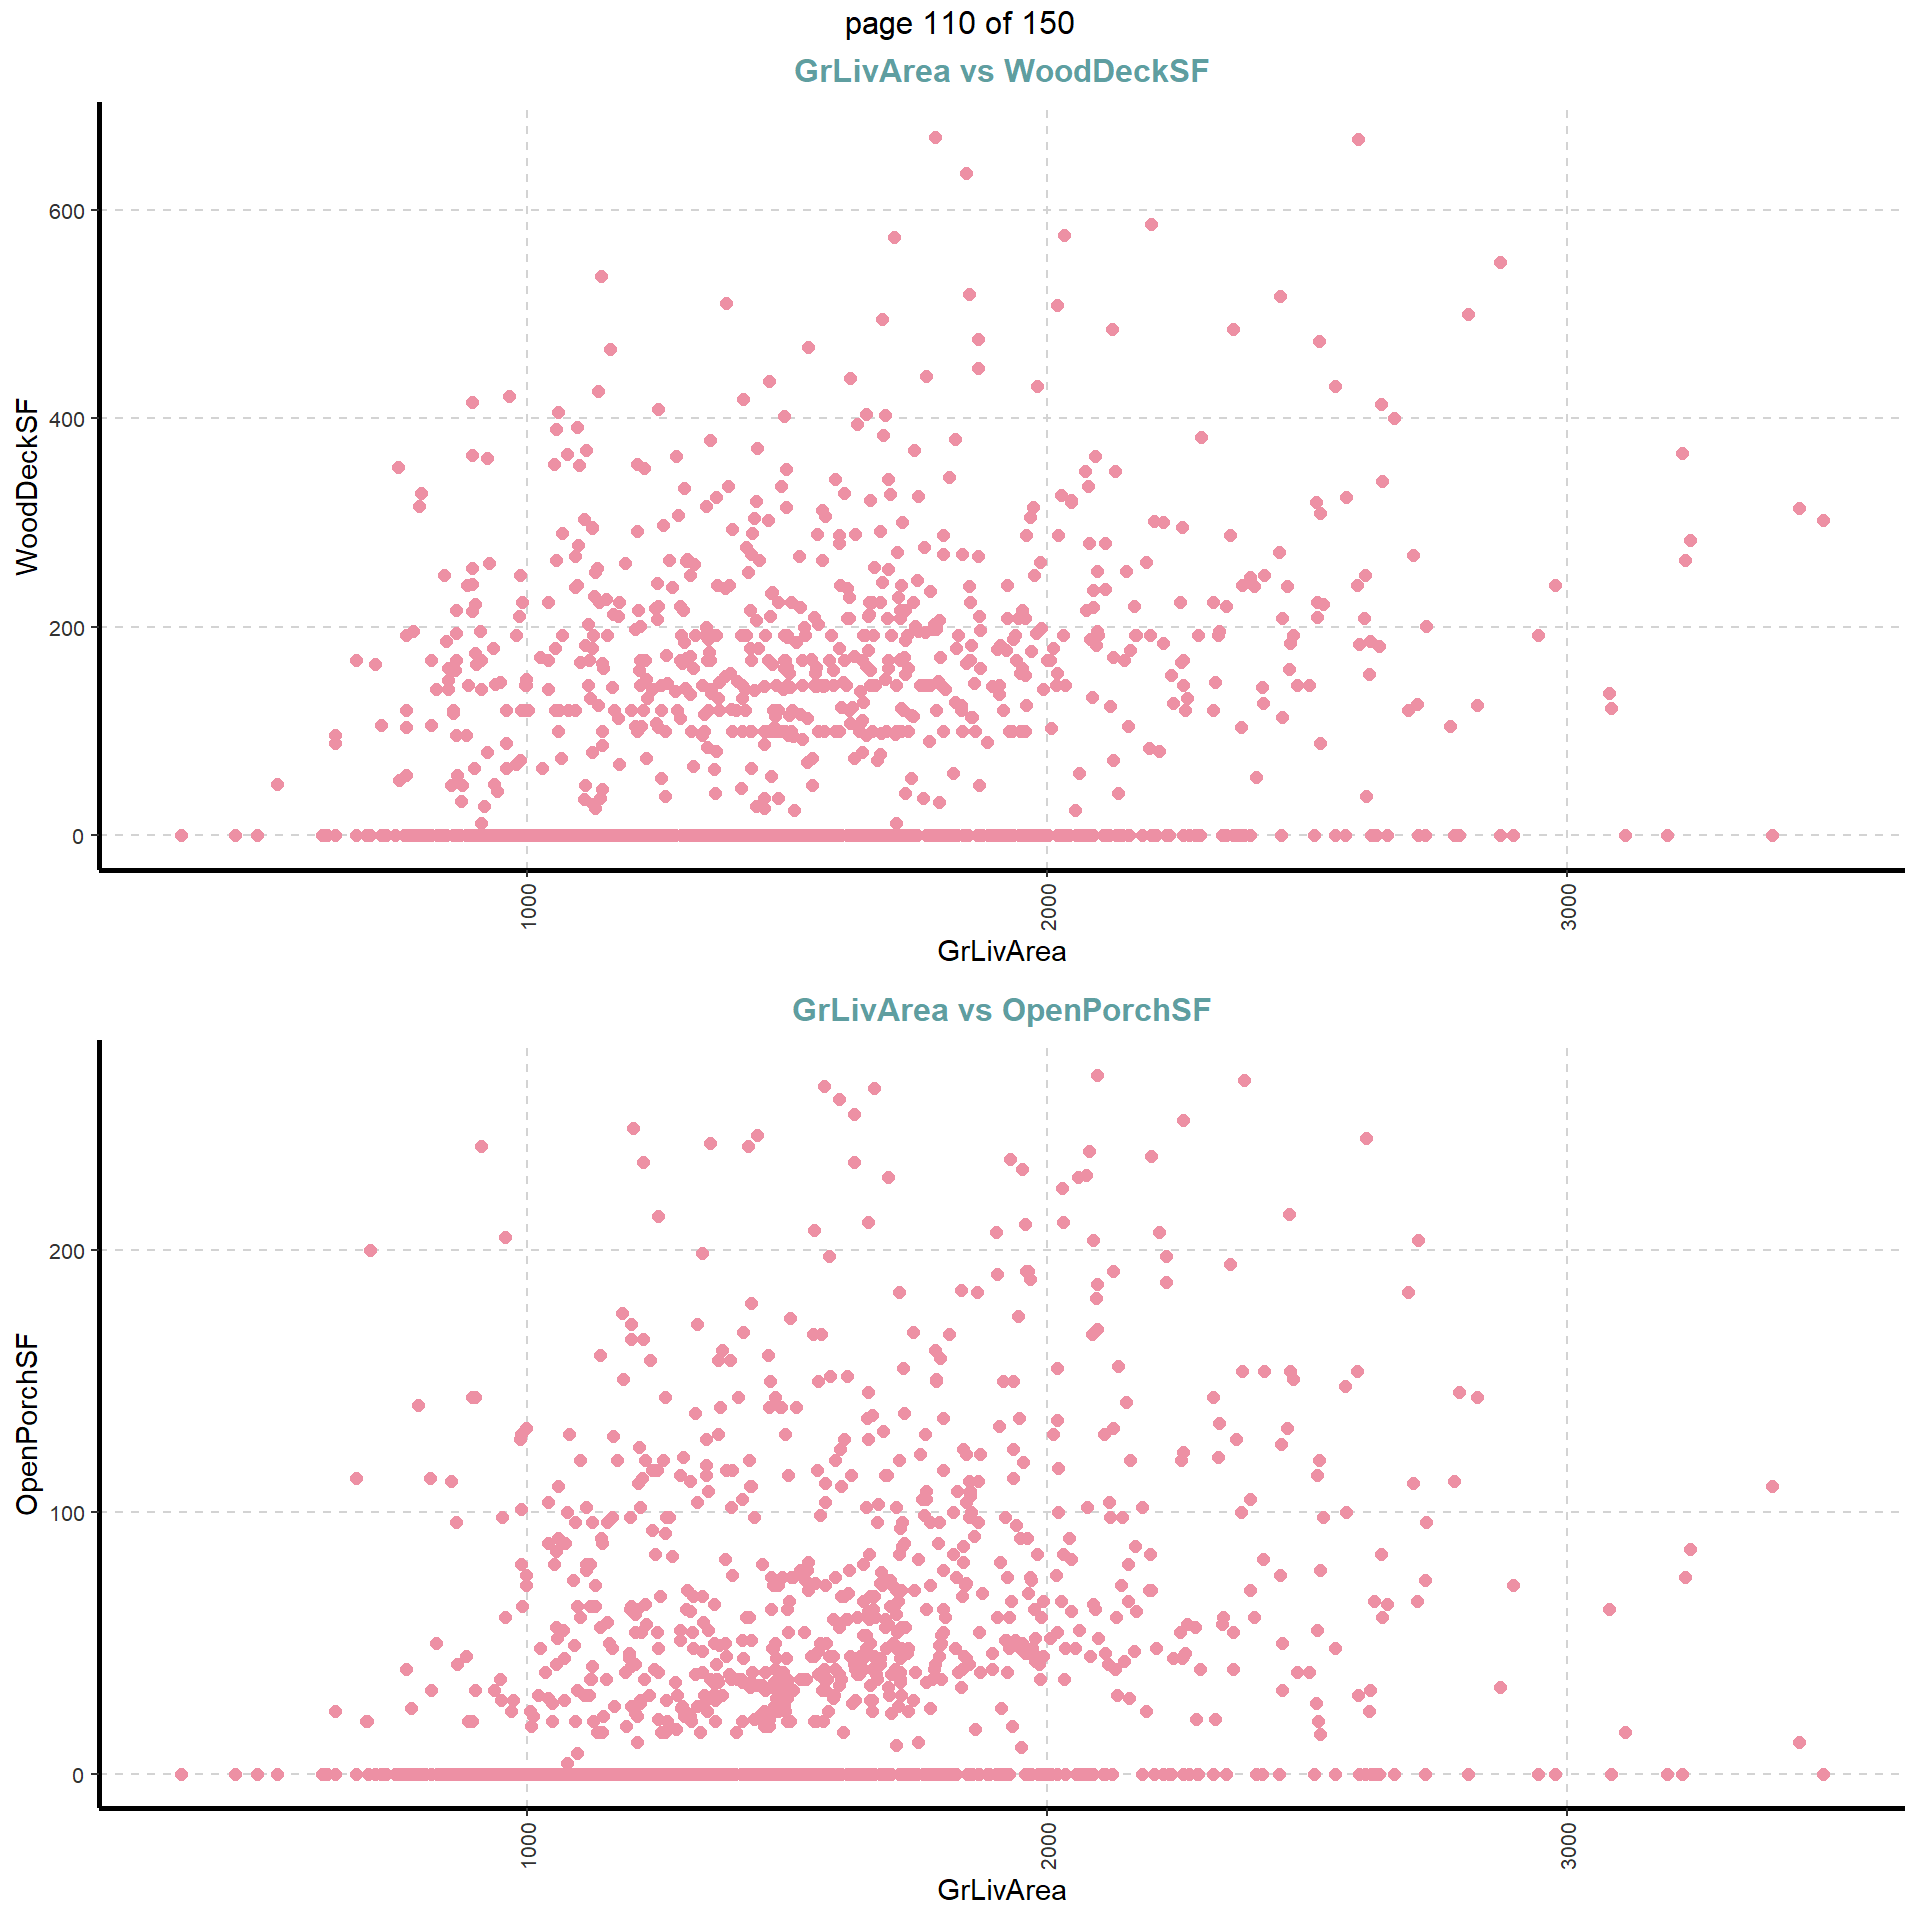 page 110 of 150
GrLivArea vs WoodDeckSF
WoodDeckSF
600
400
200
0
1000
2000
3000
GrLivArea
GrLivArea vs OpenPorchSF
OpenPorchSF
200
100
0
1000
2000
3000
GrLivArea